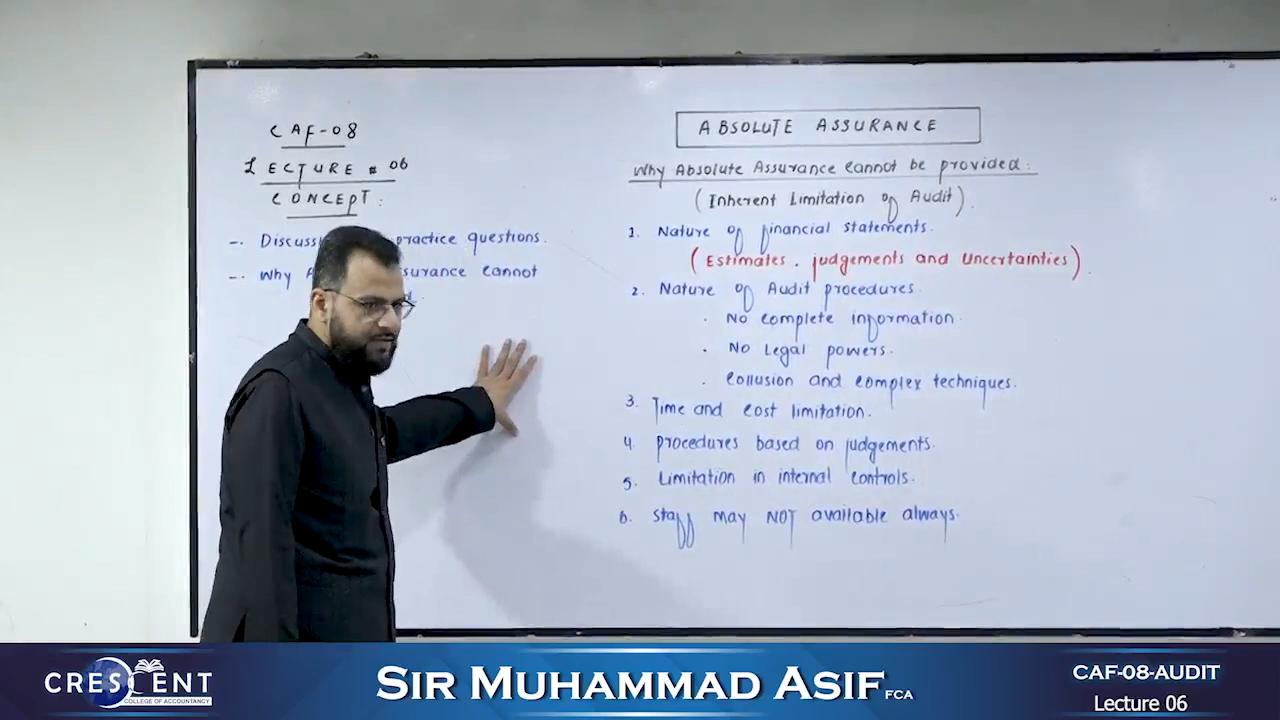 CAF-08
LECTURE # 06
CONCEPT:
-. Discuss practice questions.
-. Why A surance cannot
d.
ABSOLUTE ASSURANCE
Why Absolute Assurance cannot be provided:
(Inherent Limitation of Audit).
1. Nature of financial statements.
(Estimates, judgements and Uncertainties).
2. Nature of Audit procedures.
. No complete information.
. No Legal powers.
. Collusion and complex techniques.
3. Time and cost limitation.
4. procedures based on judgements.
5. Limitation in internal controls.
6. Staff may NOT available always.
CRESCENT
COLLEGE OF ACCOUNTANCY
SIR MUHAMMAD ASIF FCA
CAF-08-AUDIT
Lecture 06